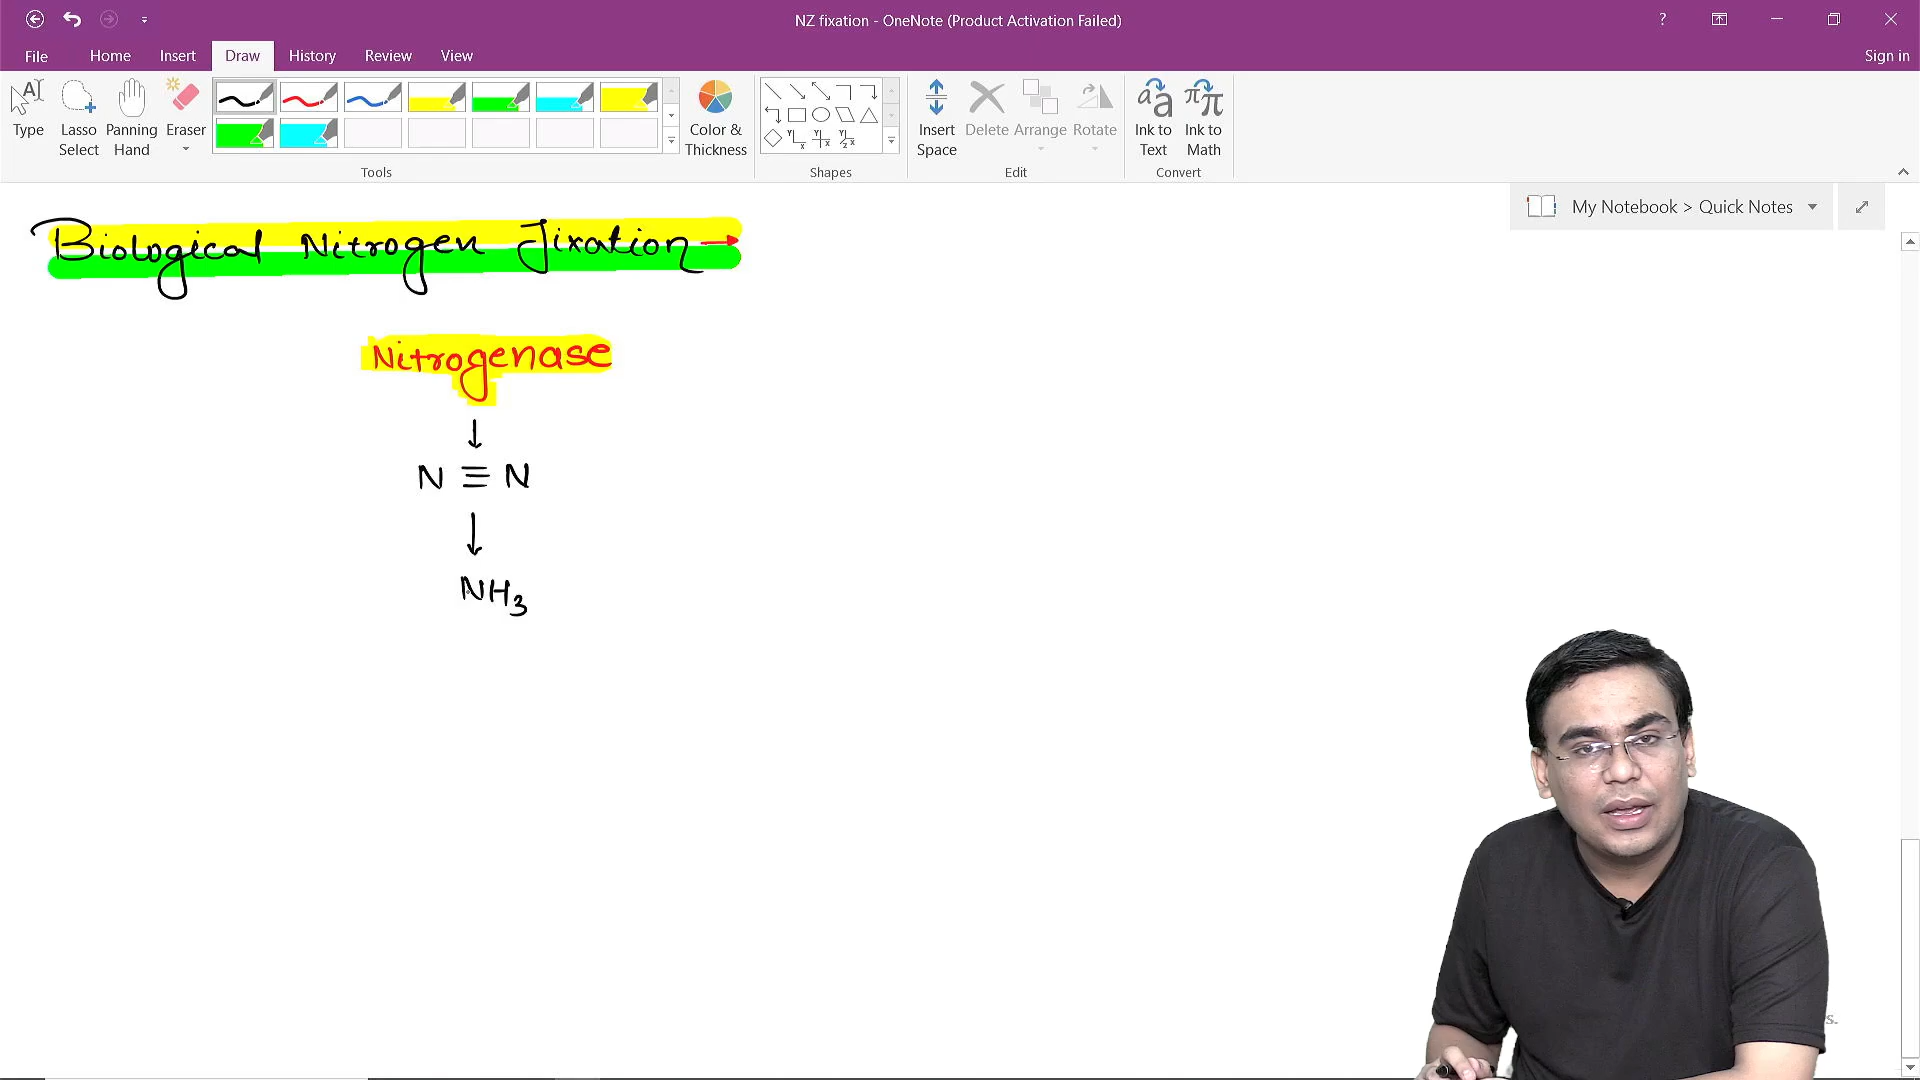 NZ fixation - OneNote (Product Activation Failed)
?
File Home Insert Draw History Review View
Sign in
Type
Lasso Select
Panning Hand
Eraser
Color & Thickness
Insert Space
Delete
Arrange
Rotate
Ink to Text
Ink to Math
Tools
Shapes
Edit
Convert
My Notebook > Quick Notes
Biological Nitrogen Fixation →
Nitrogenase
↓
N ≡ N
↓
NH3